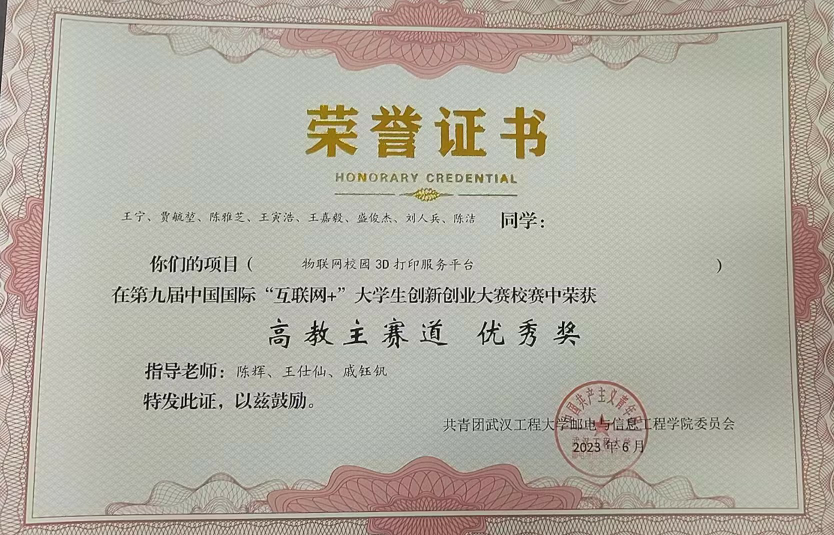 荣誉证书
HONORARY CREDENTIAL
王宁、贾毓堃、陈雅芝、王寅浩、王嘉毅、盛俊杰、刘人兵、陈洁 同学：
你们的项目（ 物联网校园3D打印服务平台 ）
在第九届中国国际“互联网+”大学生创新创业大赛校赛中荣获
高教主赛道 优秀奖
指导老师：陈辉、王仕仙、戚钰钒
特发此证，以兹鼓励。
共青团武汉工程大学邮电与信息工程学院委员会
2023年6月